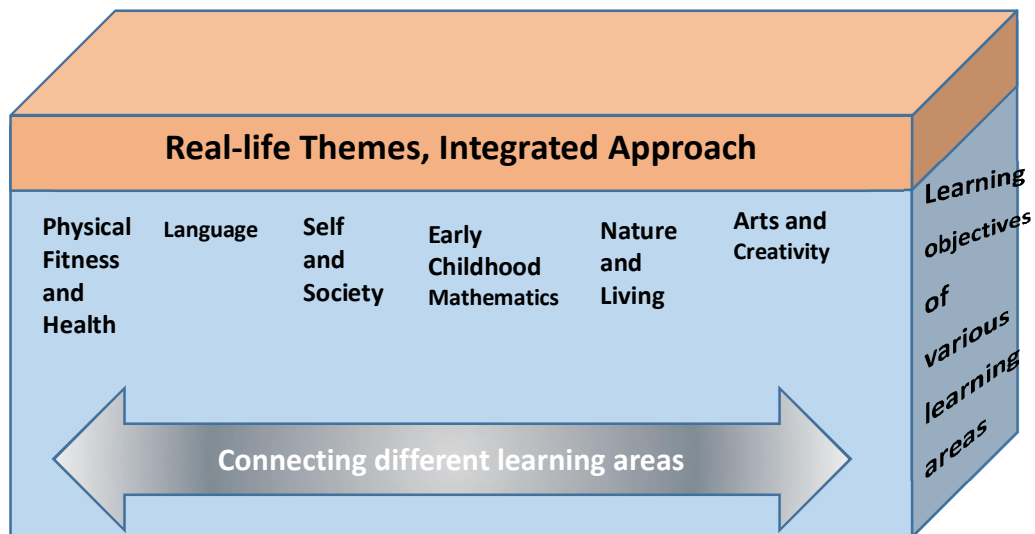 Real-life Themes, Integrated Approach
Physical
Fitness
and
Health
Language
Self
and
Society
Early
Childhood
Mathematics
Nature
and
Living
Arts and
Creativity
Connecting different learning areas
Learning
objectives
of
various
learning
areas